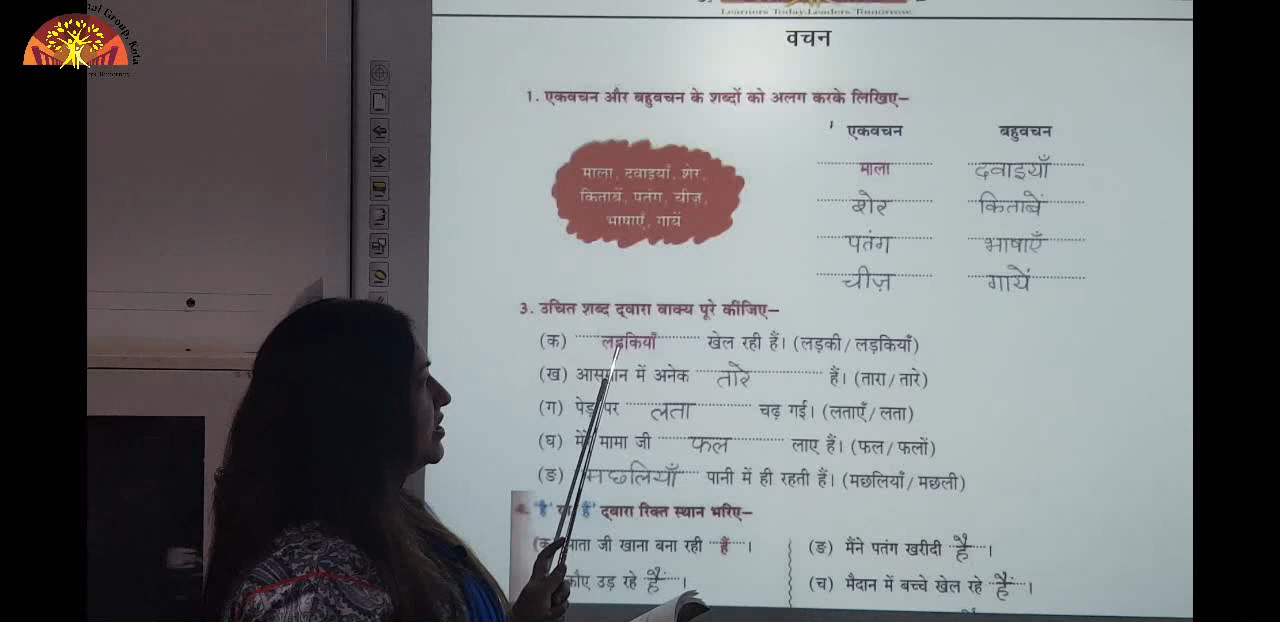 Learners Today,Leaders Tomorrow
वचन
1. एकवचन और बहुवचन के शब्दों को अलग करके लिखिए–
माला, दवाइयाँ, शेर,
किताबें, पतंग, चीज़,
भाषाएँ, गायें
एकवचन बहुवचन
माला दवाइयाँ
शेर किताबें
पतंग भाषाएँ
चीज़ गायें
3. उचित शब्द द्वारा वाक्य पूरे कीजिए–
(क) लड़कियाँ खेल रही हैं। (लड़की/लड़कियाँ)
(ख) आसमान में अनेक तारे हैं। (तारा/तारे)
(ग) पेड़ पर लता चढ़ गई। (लताएँ/लता)
(घ) मेरे मामा जी फल लाए हैं। (फल/फलों)
(ङ) मछलियाँ पानी में ही रहती हैं। (मछलियाँ/मछली)
4. 'है' या 'हैं' द्वारा रिक्त स्थान भरिए–
(क) माता जी खाना बना रही हैं।
कौए उड़ रहे हैं।
(ङ) मैंने पतंग खरीदी है।
(च) मैदान में बच्चे खेल रहे हैं।